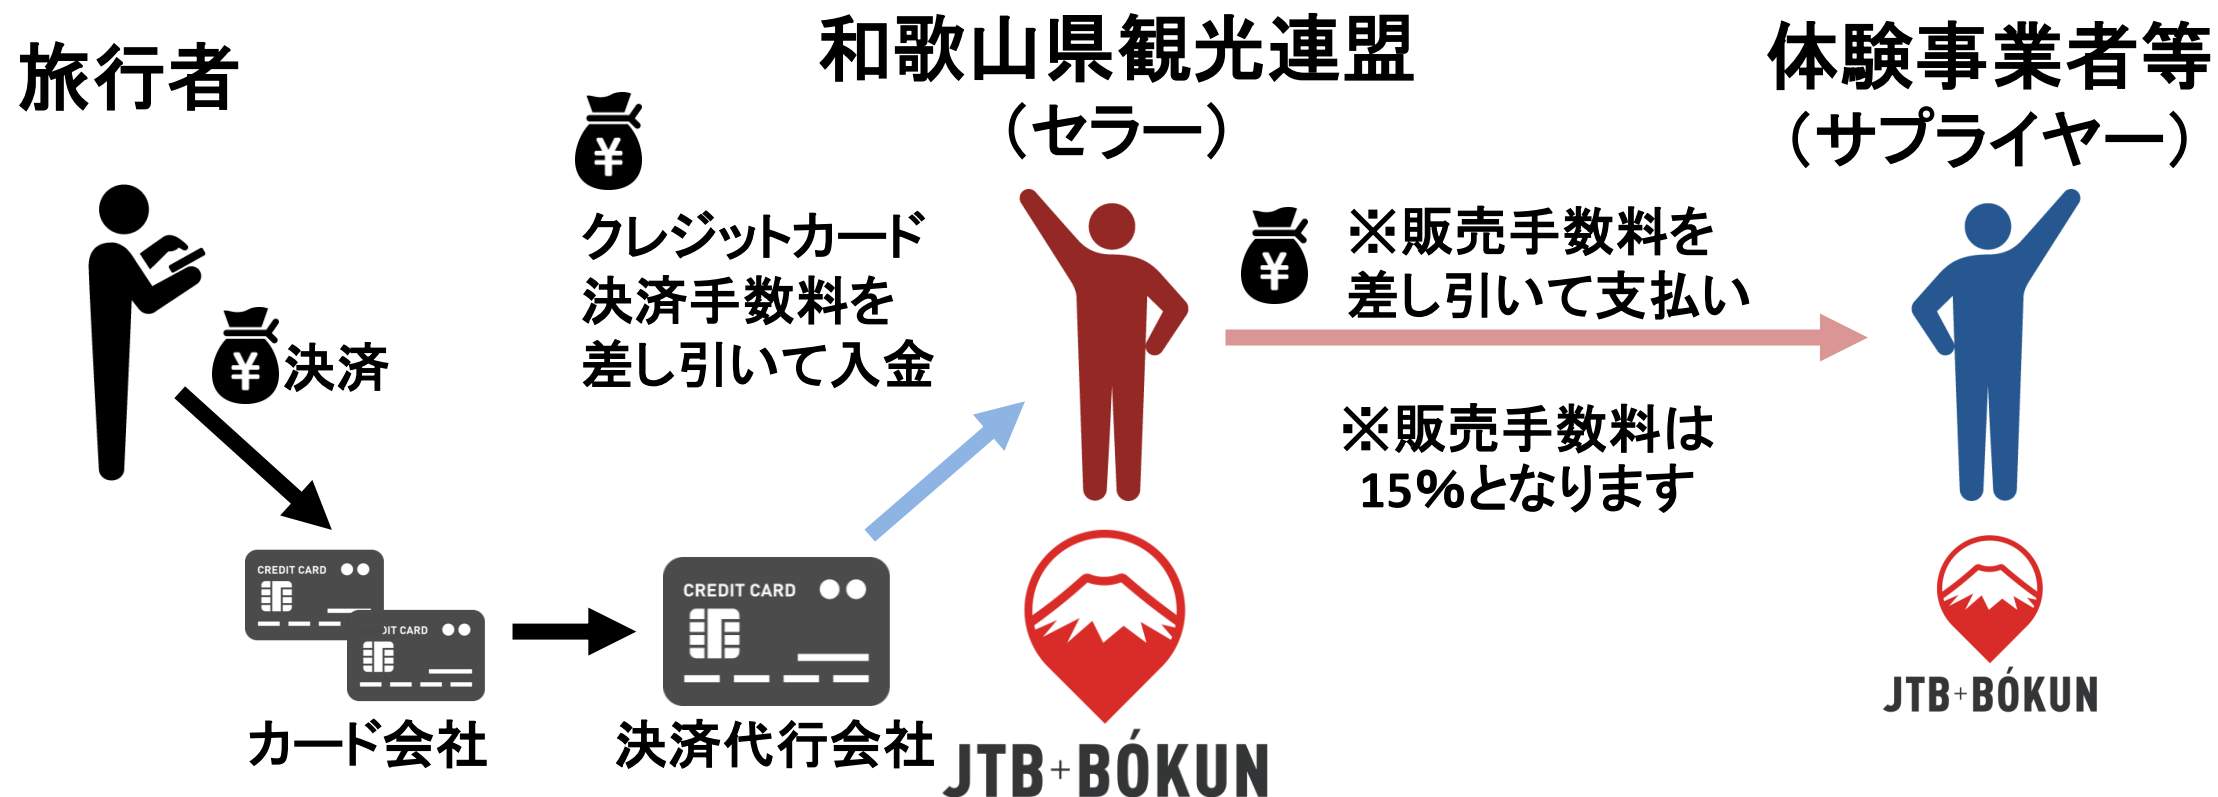 旅行者
和歌山県観光連盟
（セラー）
体験事業者等
（サプライヤー）
¥
クレジットカード
決済手数料を
差し引いて入金
¥
※販売手数料を
差し引いて支払い
¥
決済
※販売手数料は
15%となります
CREDIT CARD
DIT CARD
カード会社
CREDIT CARD
決済代行会社
JTB+BÓKUN
JTB+BÓKUN